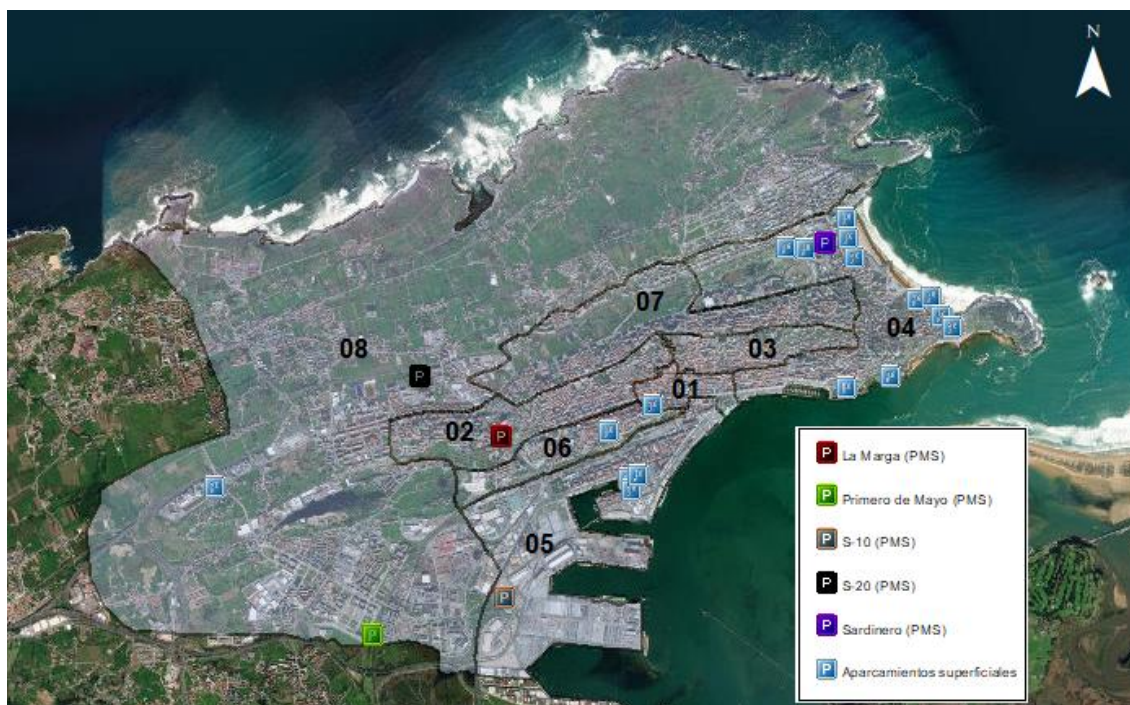 N
07
08
03
04
01
02
06
05
P La Marga (PMS)
P Primero de Mayo (PMS)
P S-10 (PMS)
P S-20 (PMS)
P Sardinero (PMS)
P Aparcamientos superficiales
P
P
P
P
P